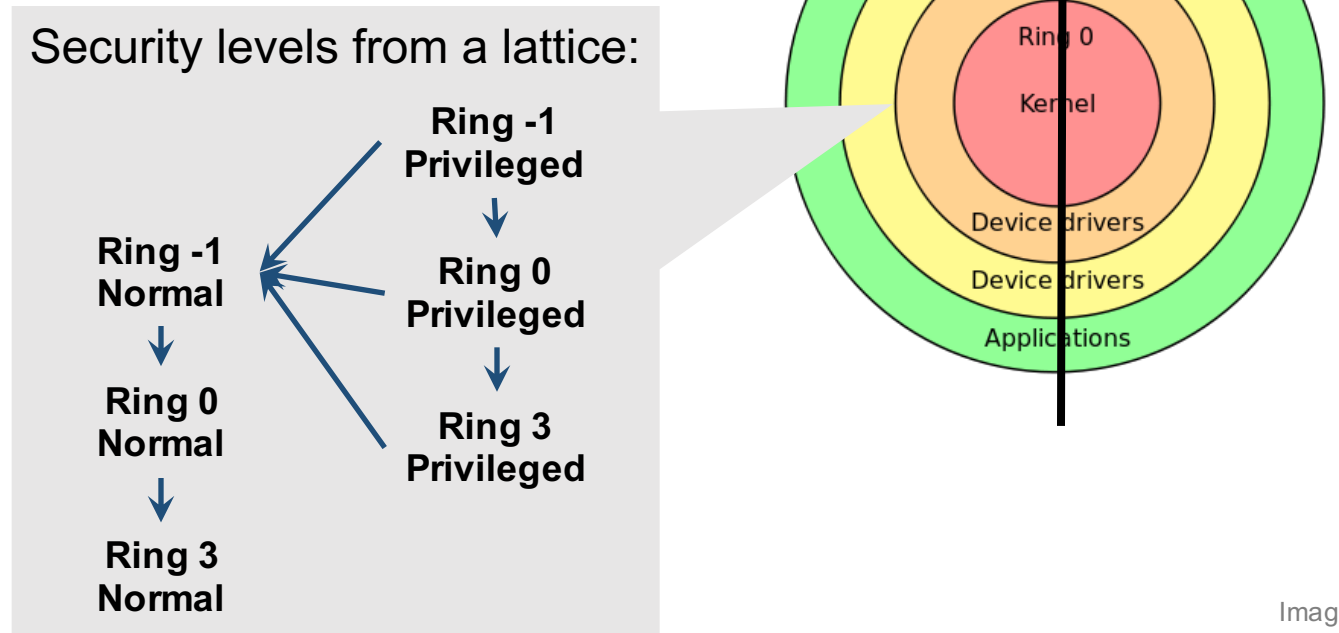 Security levels from a lattice:
Ring -1
Privileged
Ring -1
Normal
Ring 0
Privileged
Ring 0
Normal
Ring 3
Privileged
Ring 3
Normal
Ring 0
Kernel
Device drivers
Device drivers
Applications
Imag